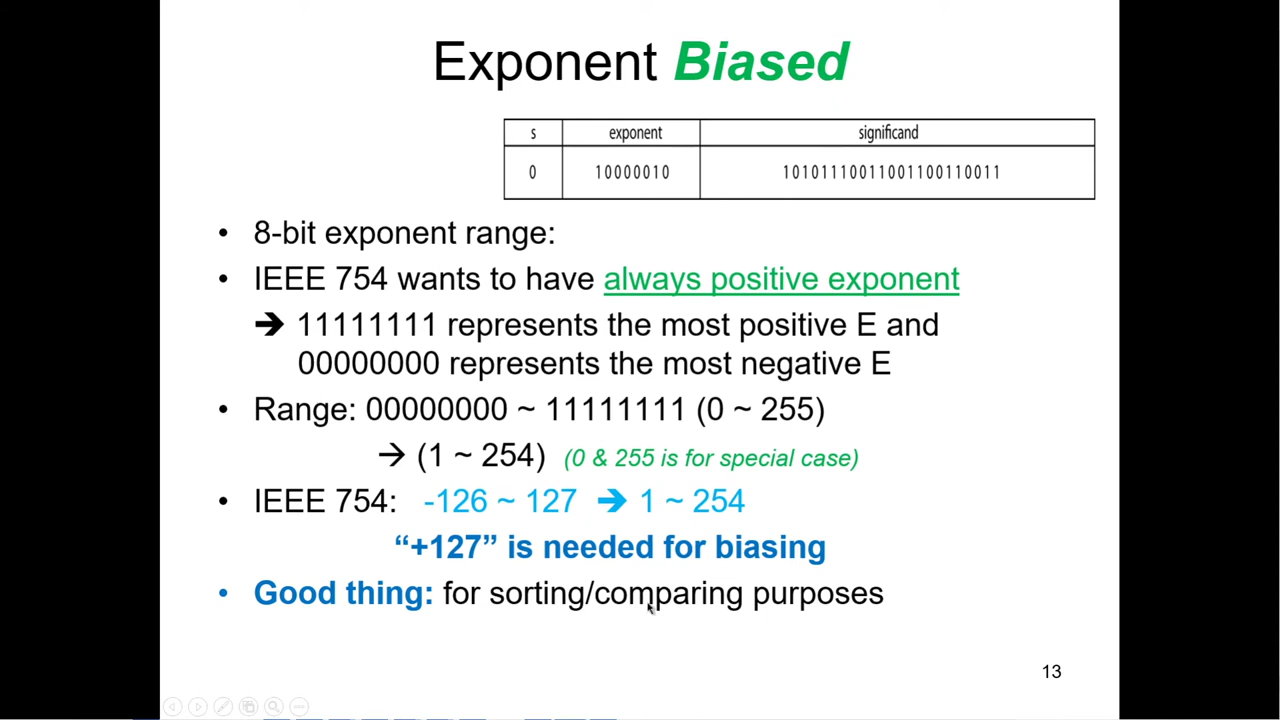 Exponent Biased
s exponent significand
0 10000010 10101110011001100110011
• 8-bit exponent range:
• IEEE 754 wants to have always positive exponent
➔ 11111111 represents the most positive E and
00000000 represents the most negative E
• Range: 00000000 ~ 11111111 (0 ~ 255)
→ (1 ~ 254) (0 & 255 is for special case)
• IEEE 754: -126 ~ 127 ➔ 1 ~ 254
“+127” is needed for biasing
• Good thing: for sorting/comparing purposes
13